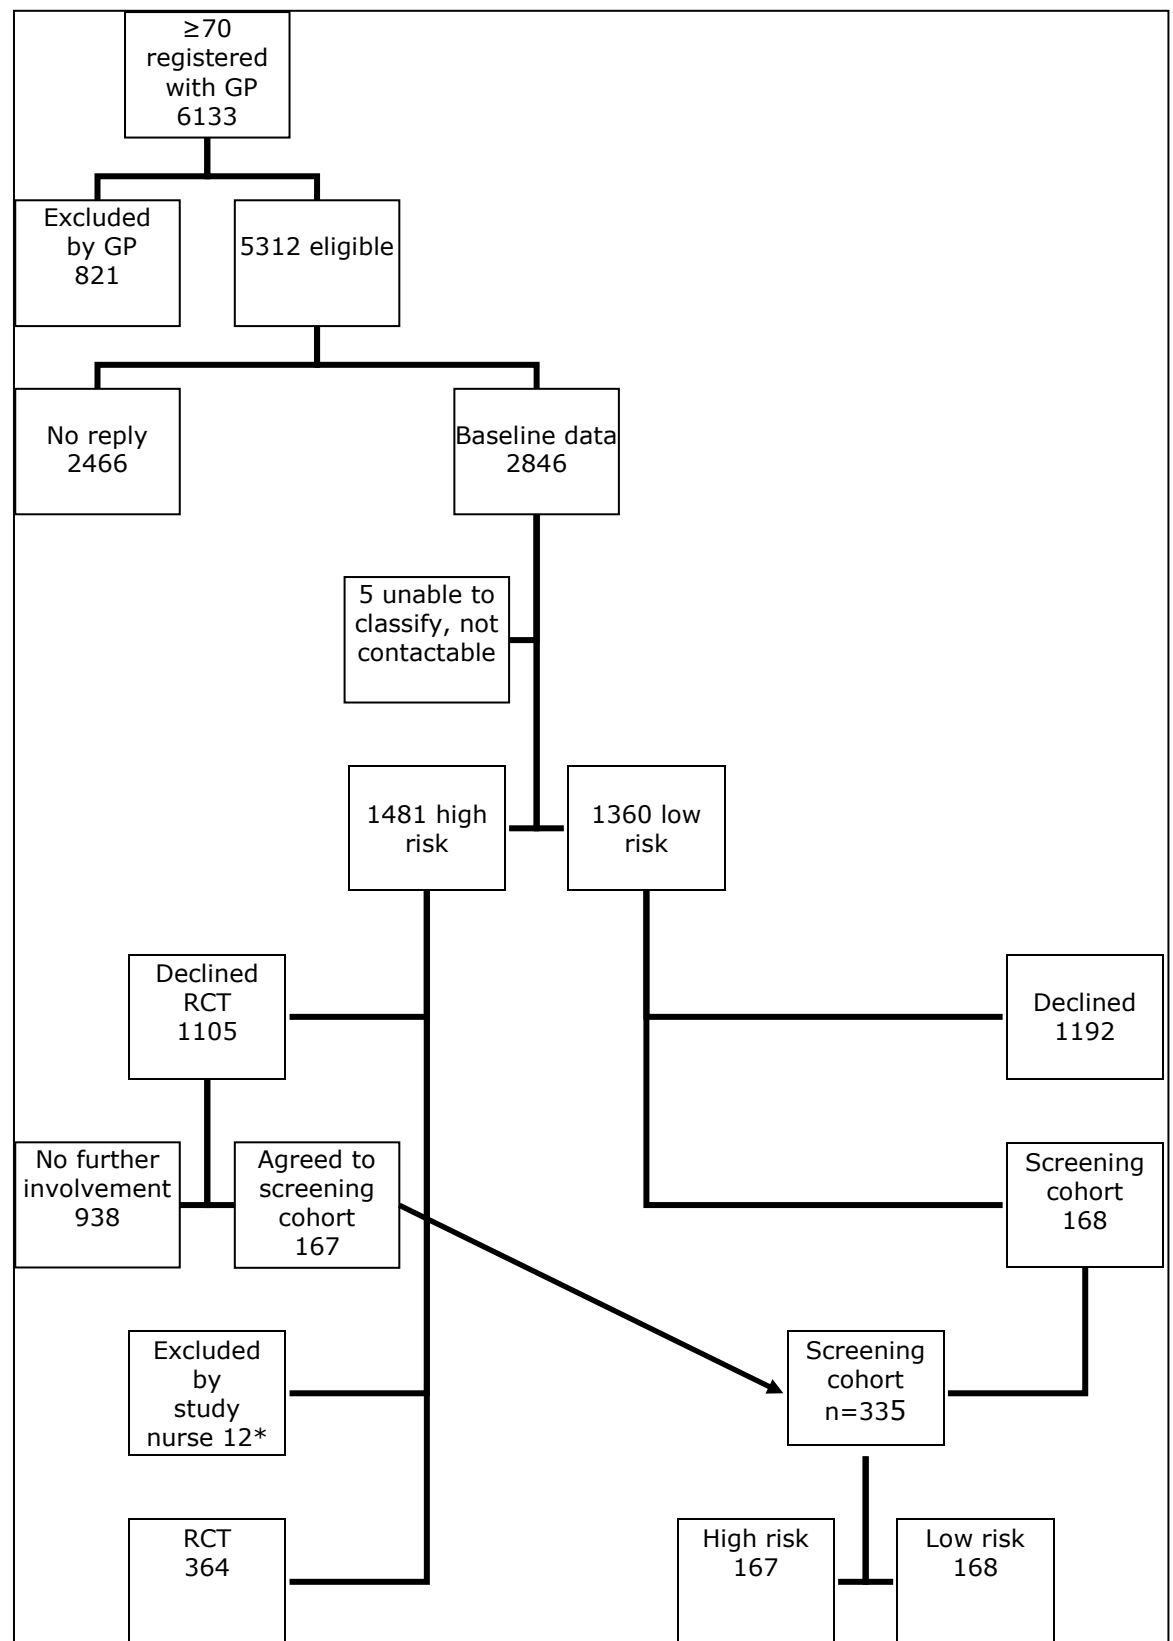 ≥70
registered
with GP
6133
Excluded
by GP
821
5312 eligible
No reply
2466
Baseline data
2846
5 unable to
classify, not
contactable
1481 high
risk
1360 low
risk
Declined
RCT
1105
Declined
1192
No further
involvement
938
Agreed to
screening
cohort
167
Screening
cohort
168
Excluded
by
study
nurse 12*
Screening
cohort
n=335
RCT
364
High risk
167
Low risk
168